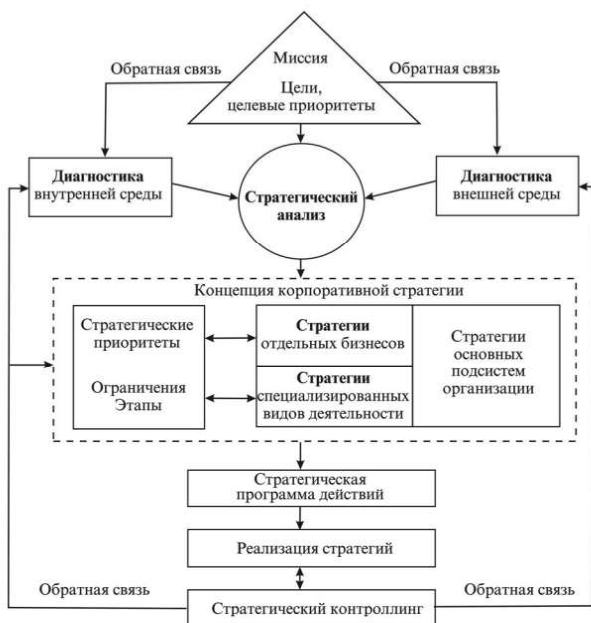 Миссия
Обратная связь
Обратная связь
Цели,
целевые приоритеты
Диагностика
внутренней среды
Стратегический
анализ
Диагностика
внешней среды
Концепция корпоративной стратегии
Стратегические
приоритеты
Ограничения
Этапы
Стратегии
отдельных бизнесов
Стратегии
специализированных
видов деятельности
Стратегии
основных
подсистем
организации
Стратегическая
программа действий
Реализация стратегий
Обратная связь
Стратегический контроллинг
Обратная связь